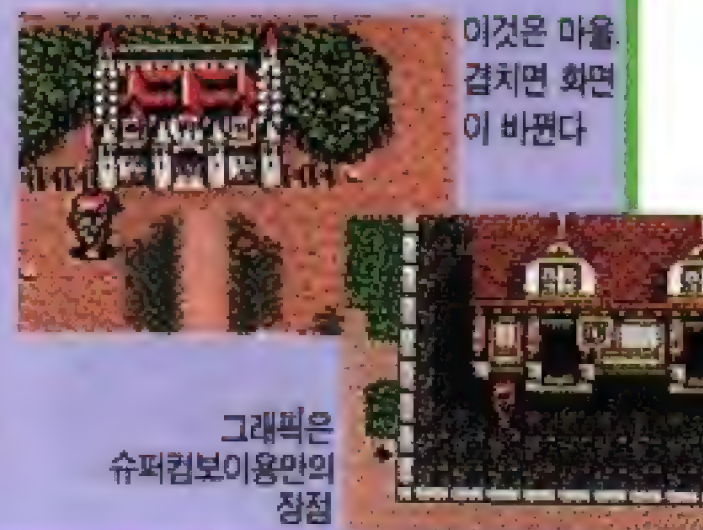 이것은 마을.
겹치면 화면
이 바뀐다
그래픽은
슈퍼컴보이용만의
장점